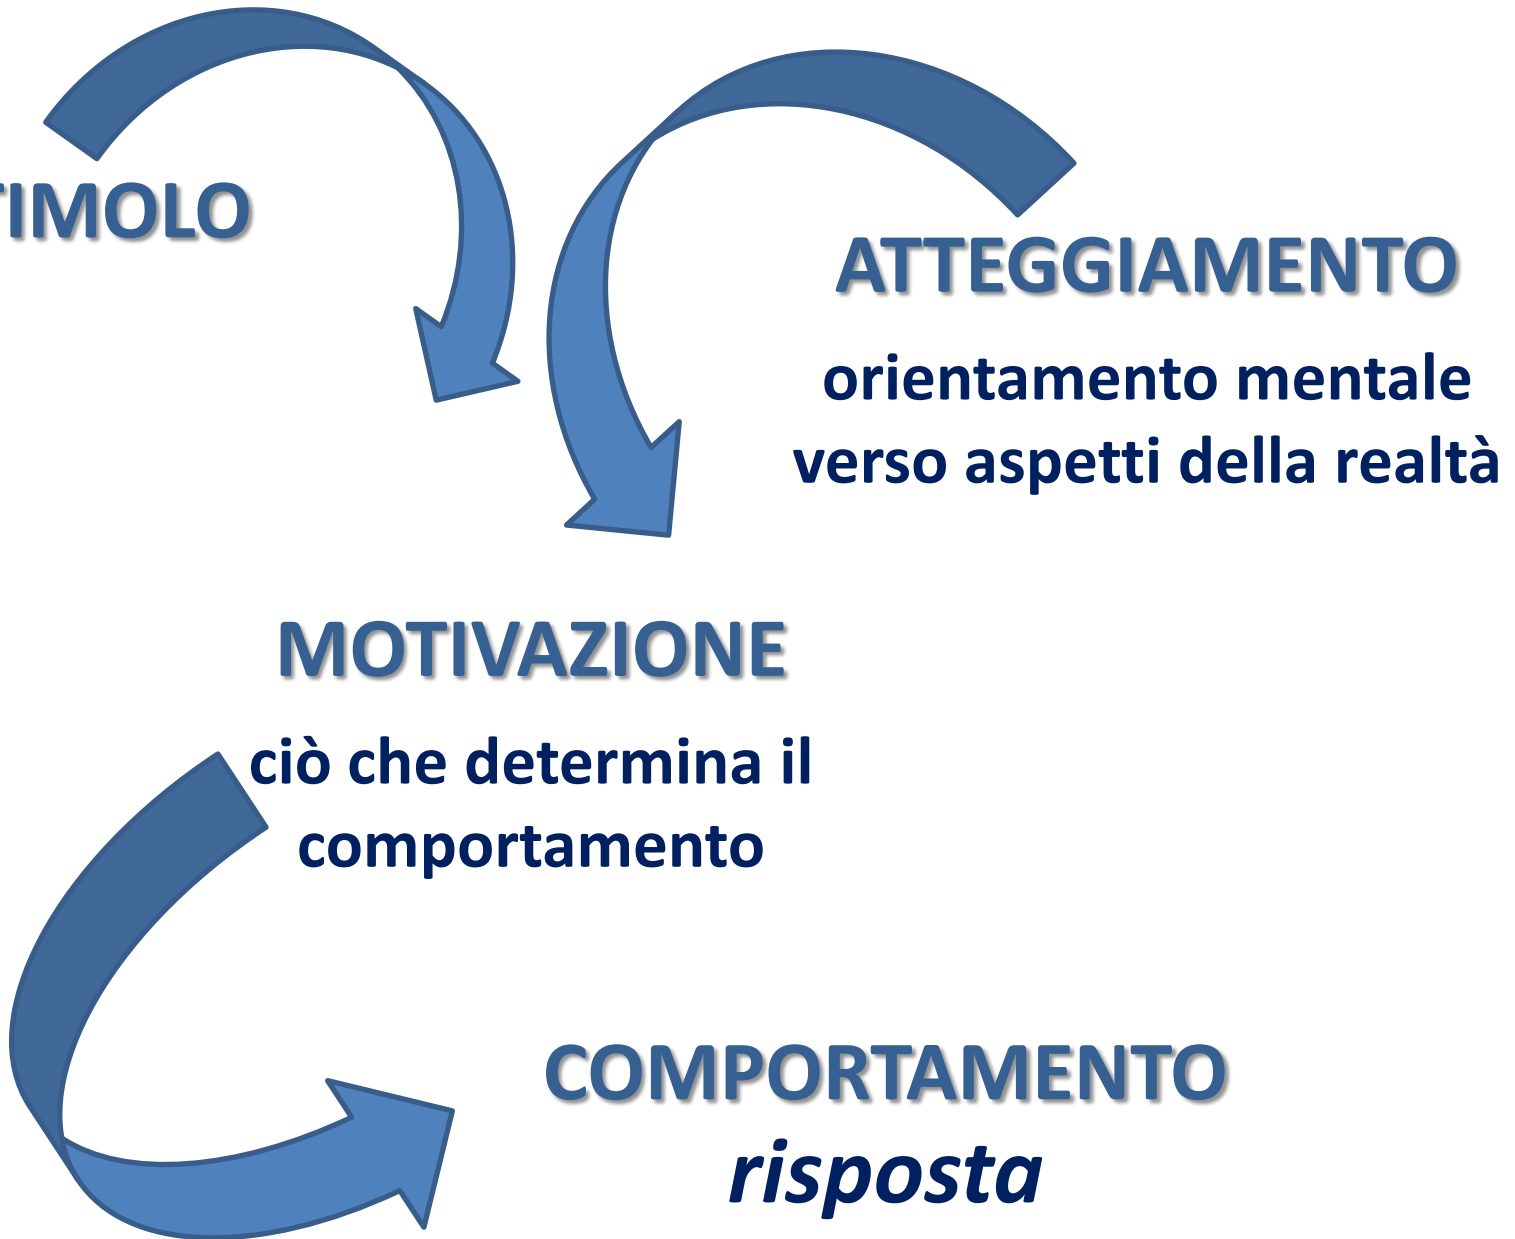 TIMOLO
ATTEGGIAMENTO
orientamento mentale
verso aspetti della realtà
MOTIVAZIONE
ciò che determina il
comportamento
COMPORTAMENTO
risposta